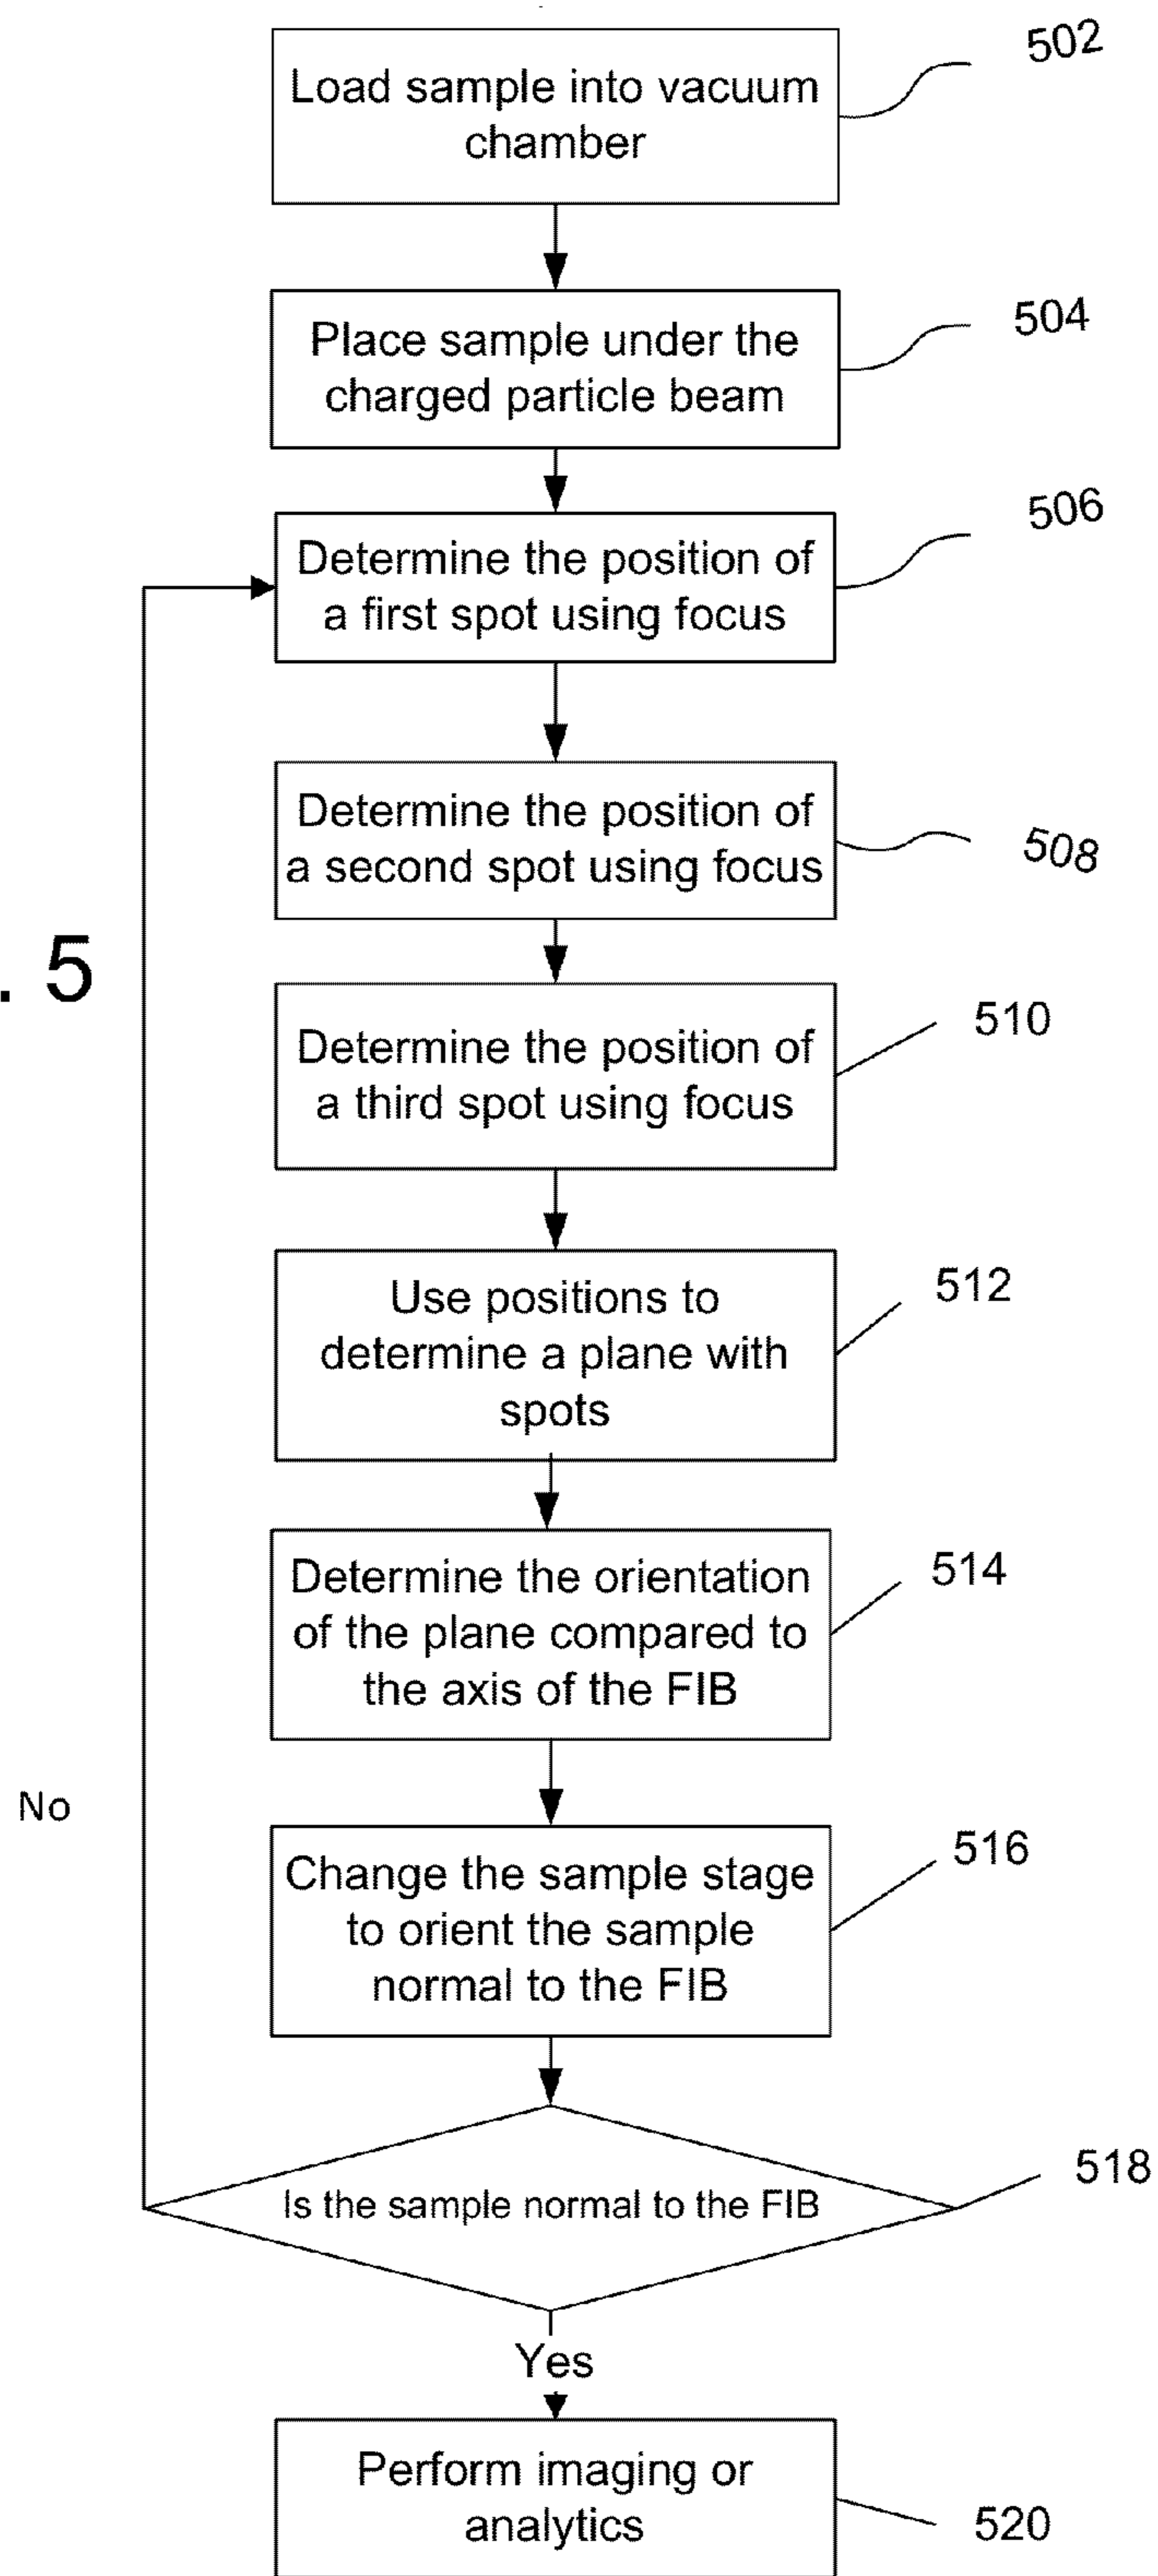 Load sample into vacuum
chamber
502
Place sample under the
charged particle beam
504
Determine the position of
a first spot using focus
506
Determine the position of
a second spot using focus
508
. 5
Determine the position of
a third spot using focus
510
Use positions to
determine a plane with
spots
512
Determine the orientation
of the plane compared to
the axis of the FIB
514
No
Change the sample stage
to orient the sample
normal to the FIB
516
Is the sample normal to the FIB
518
Yes
Perform imaging or
analytics
520